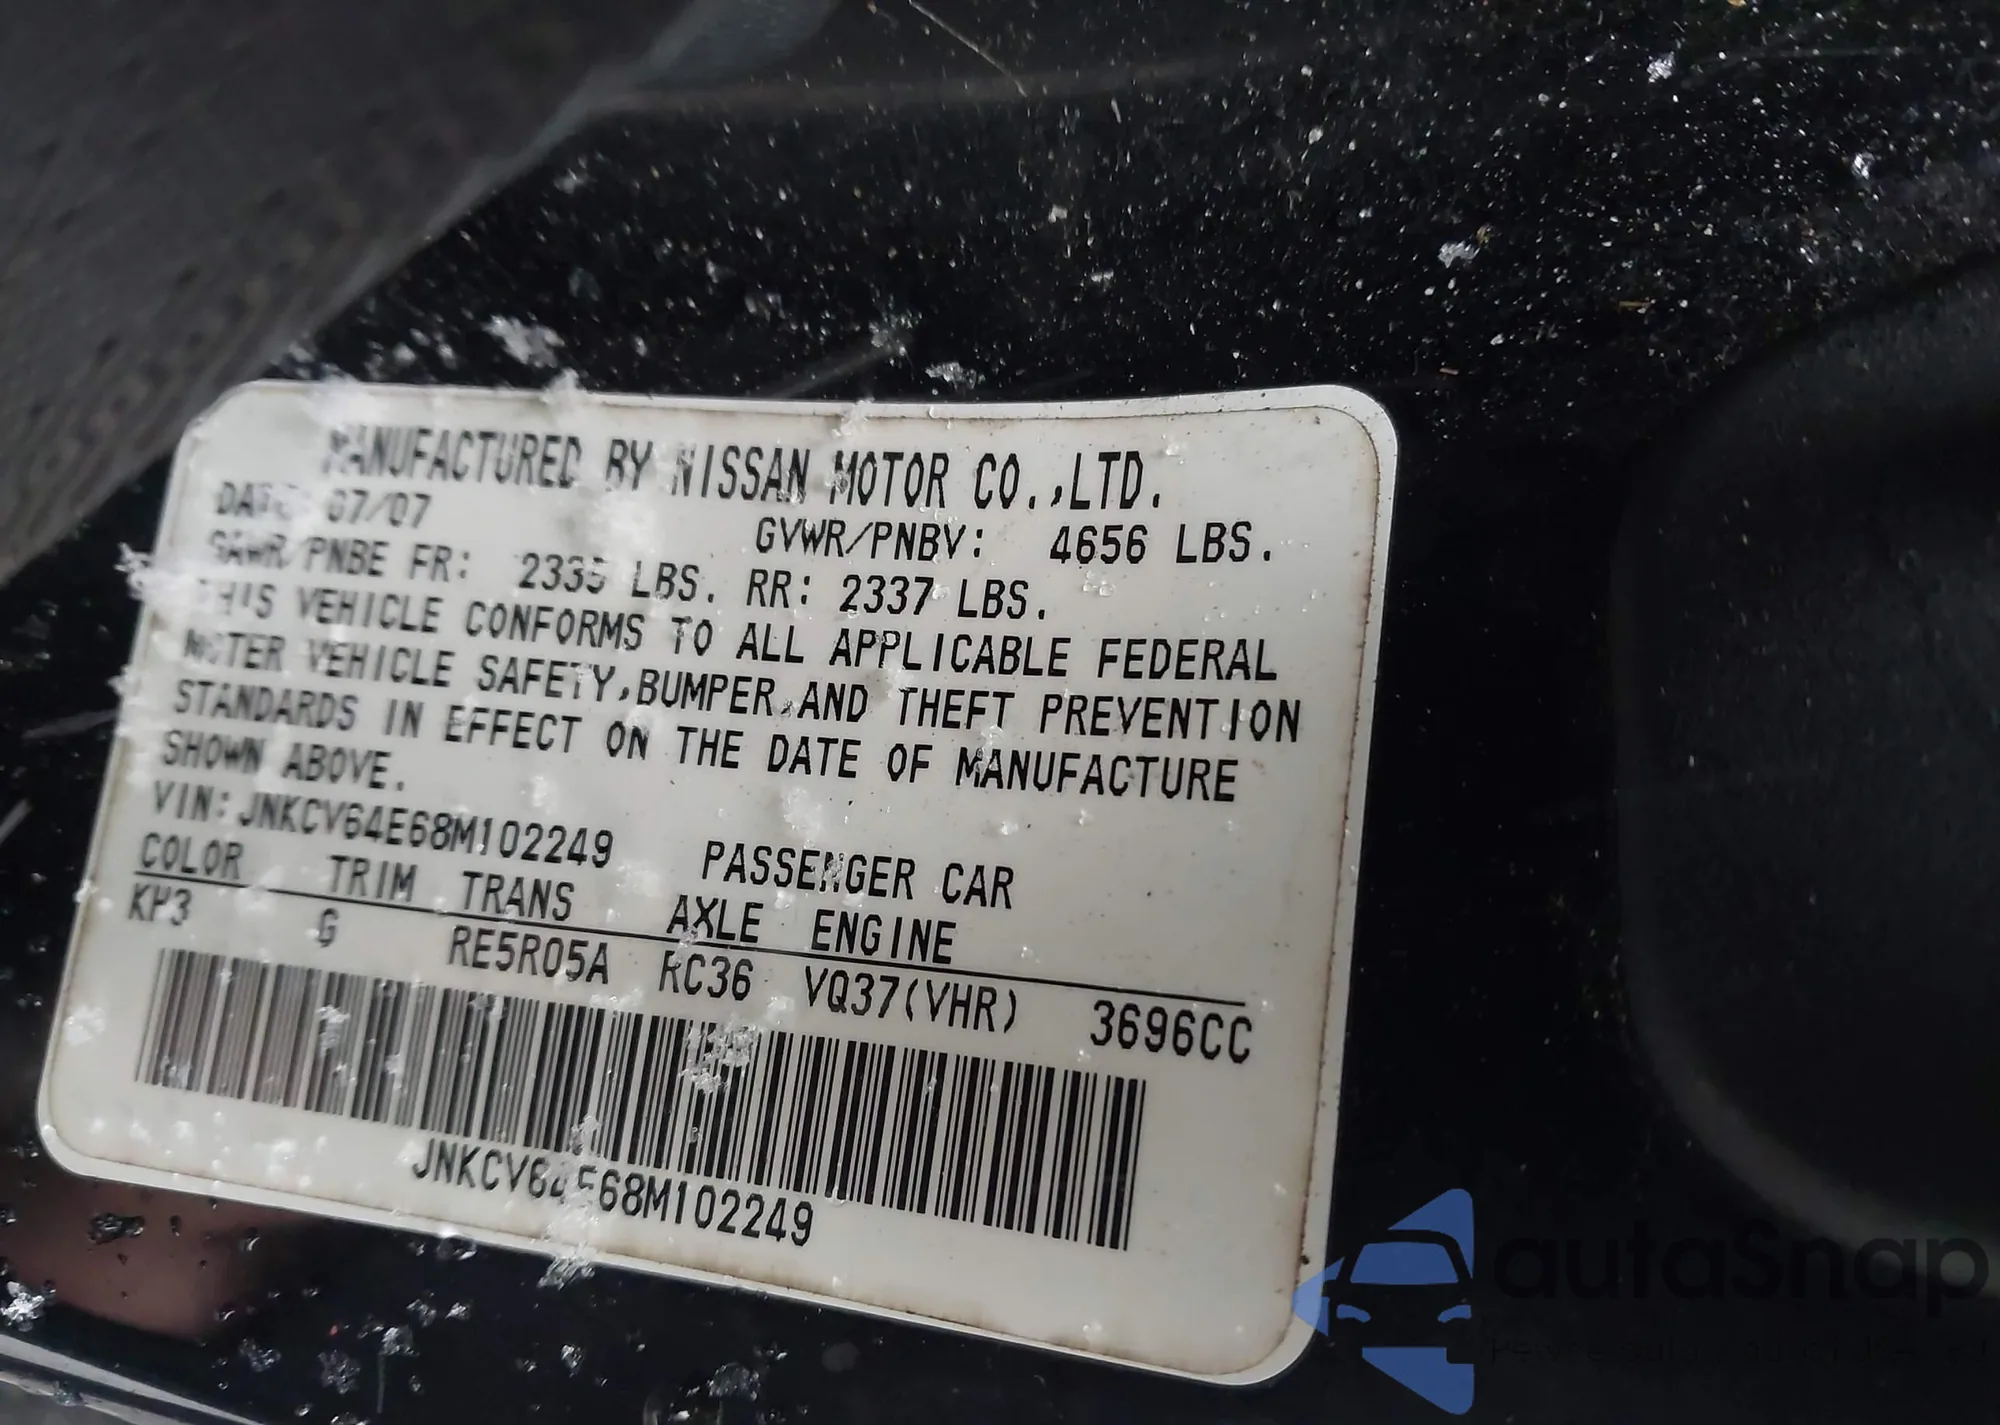 MANUFACTURED BY NISSAN MOTOR CO.,LTD.
DATE: 07/07 GVWR/PNBV: 4656 LBS.
GAWR/PNBE FR: 2335 LBS. RR: 2337 LBS.
THIS VEHICLE CONFORMS TO ALL APPLICABLE FEDERAL
MOTER VEHICLE SAFETY,BUMPER,AND THEFT PREVENTION
STANDARDS IN EFFECT ON THE DATE OF MANUFACTURE
SHOWN ABOVE.
VIN:JNKCV64E68M102249 PASSENGER CAR
COLOR TRIM TRANS AXLE ENGINE
KH3 G RE5R05A RC36 VQ37(VHR) 3696CC
JNKCV64E68M102249
autaSnap